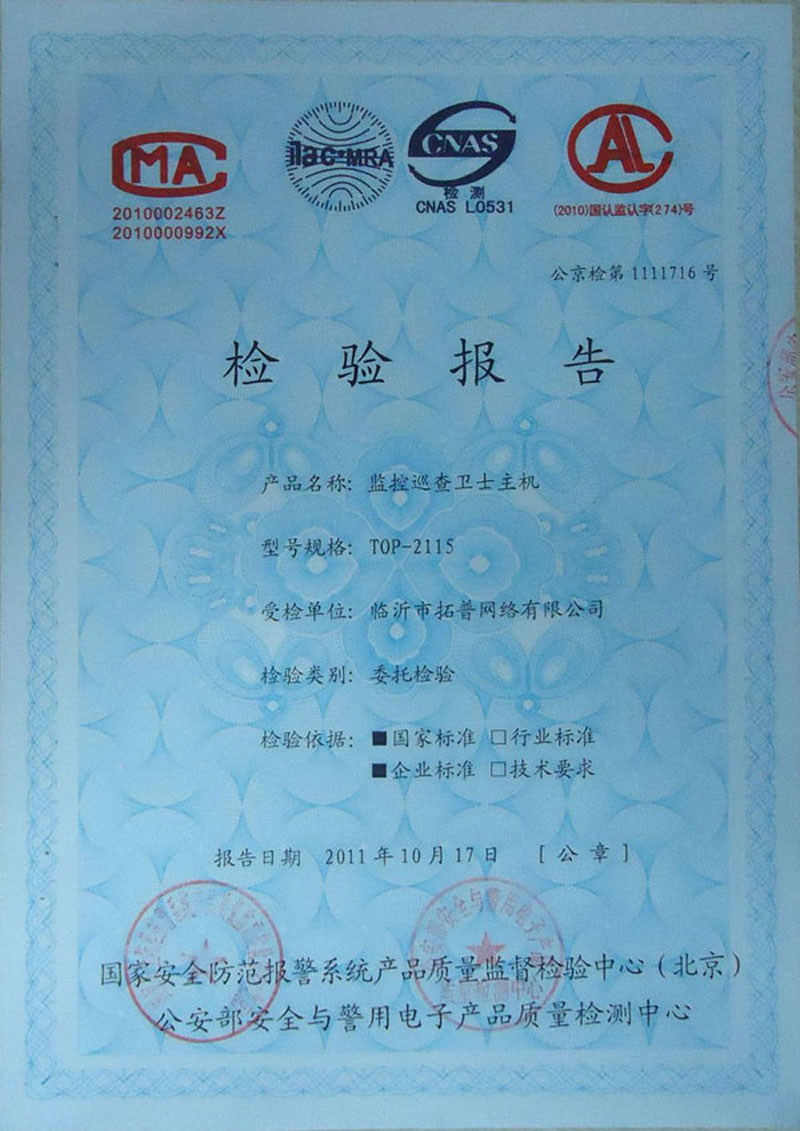 CMA
ilac-MRA
CNAS
CAL
检 测
CNAS L0531
2010002463Z
2010000992X
(2010)国认监认字(274)号
公京检第 1111716 号
检 验 报 告
产品名称: 监控巡查卫士主机
型号规格: TOP-2115
受检单位: 临沂市拓普网络有限公司
检验类别: 委托检验
检验依据: ■国家标准 □行业标准
■企业标准 □技术要求
报告日期 2011 年 10 月 17 日 [ 公 章 ]
国家安全防范报警系统产品质量监督检验中心(北京)
公安部安全与警用电子产品质量检测中心